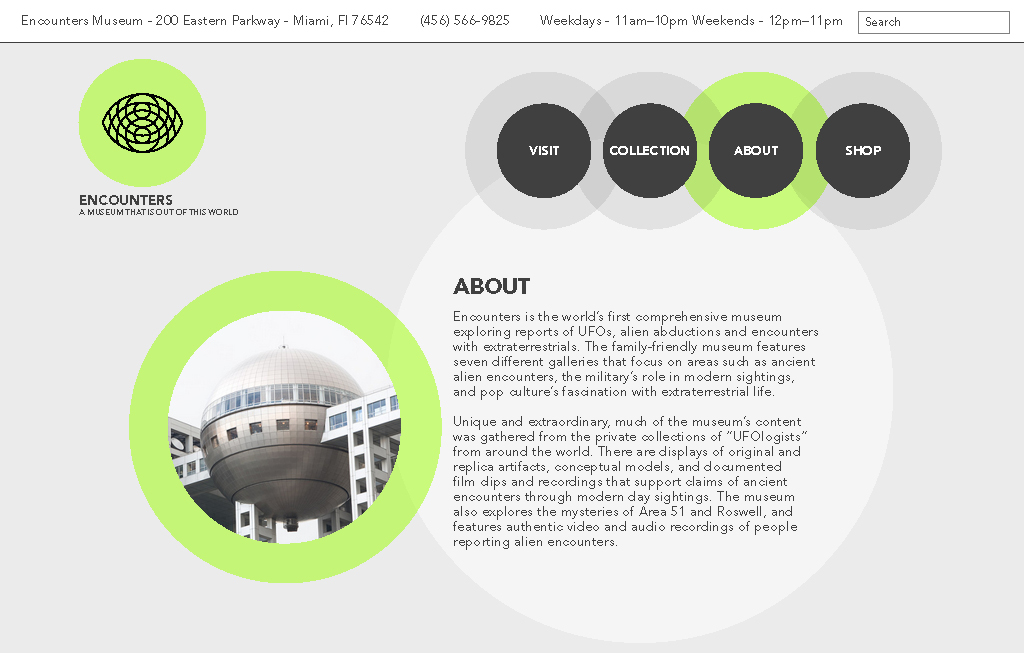 Encounters Museum - 200 Eastern Parkway - Miami, Fl 76542
(456) 566-9825
Weekdays - 11am–10pm Weekends - 12pm–11pm
Search
VISIT
COLLECTION
ABOUT
SHOP
ENCOUNTERS
A MUSEUM THAT IS OUT OF THIS WORLD
ABOUT
Encounters is the world’s first comprehensive museum
exploring reports of UFOs, alien abductions and encounters
with extraterrestrials. The family-friendly museum features
seven different galleries that focus on areas such as ancient
alien encounters, the military’s role in modern sightings,
and pop culture’s fascination with extraterrestrial life.
Unique and extraordinary, much of the museum’s content
was gathered from the private collections of “UFOlogists”
from around the world. There are displays of original and
replica artifacts, conceptual models, and documented
film clips and recordings that support claims of ancient
encounters through modern day sightings. The museum
also explores the mysteries of Area 51 and Roswell, and
features authentic video and audio recordings of people
reporting alien encounters.